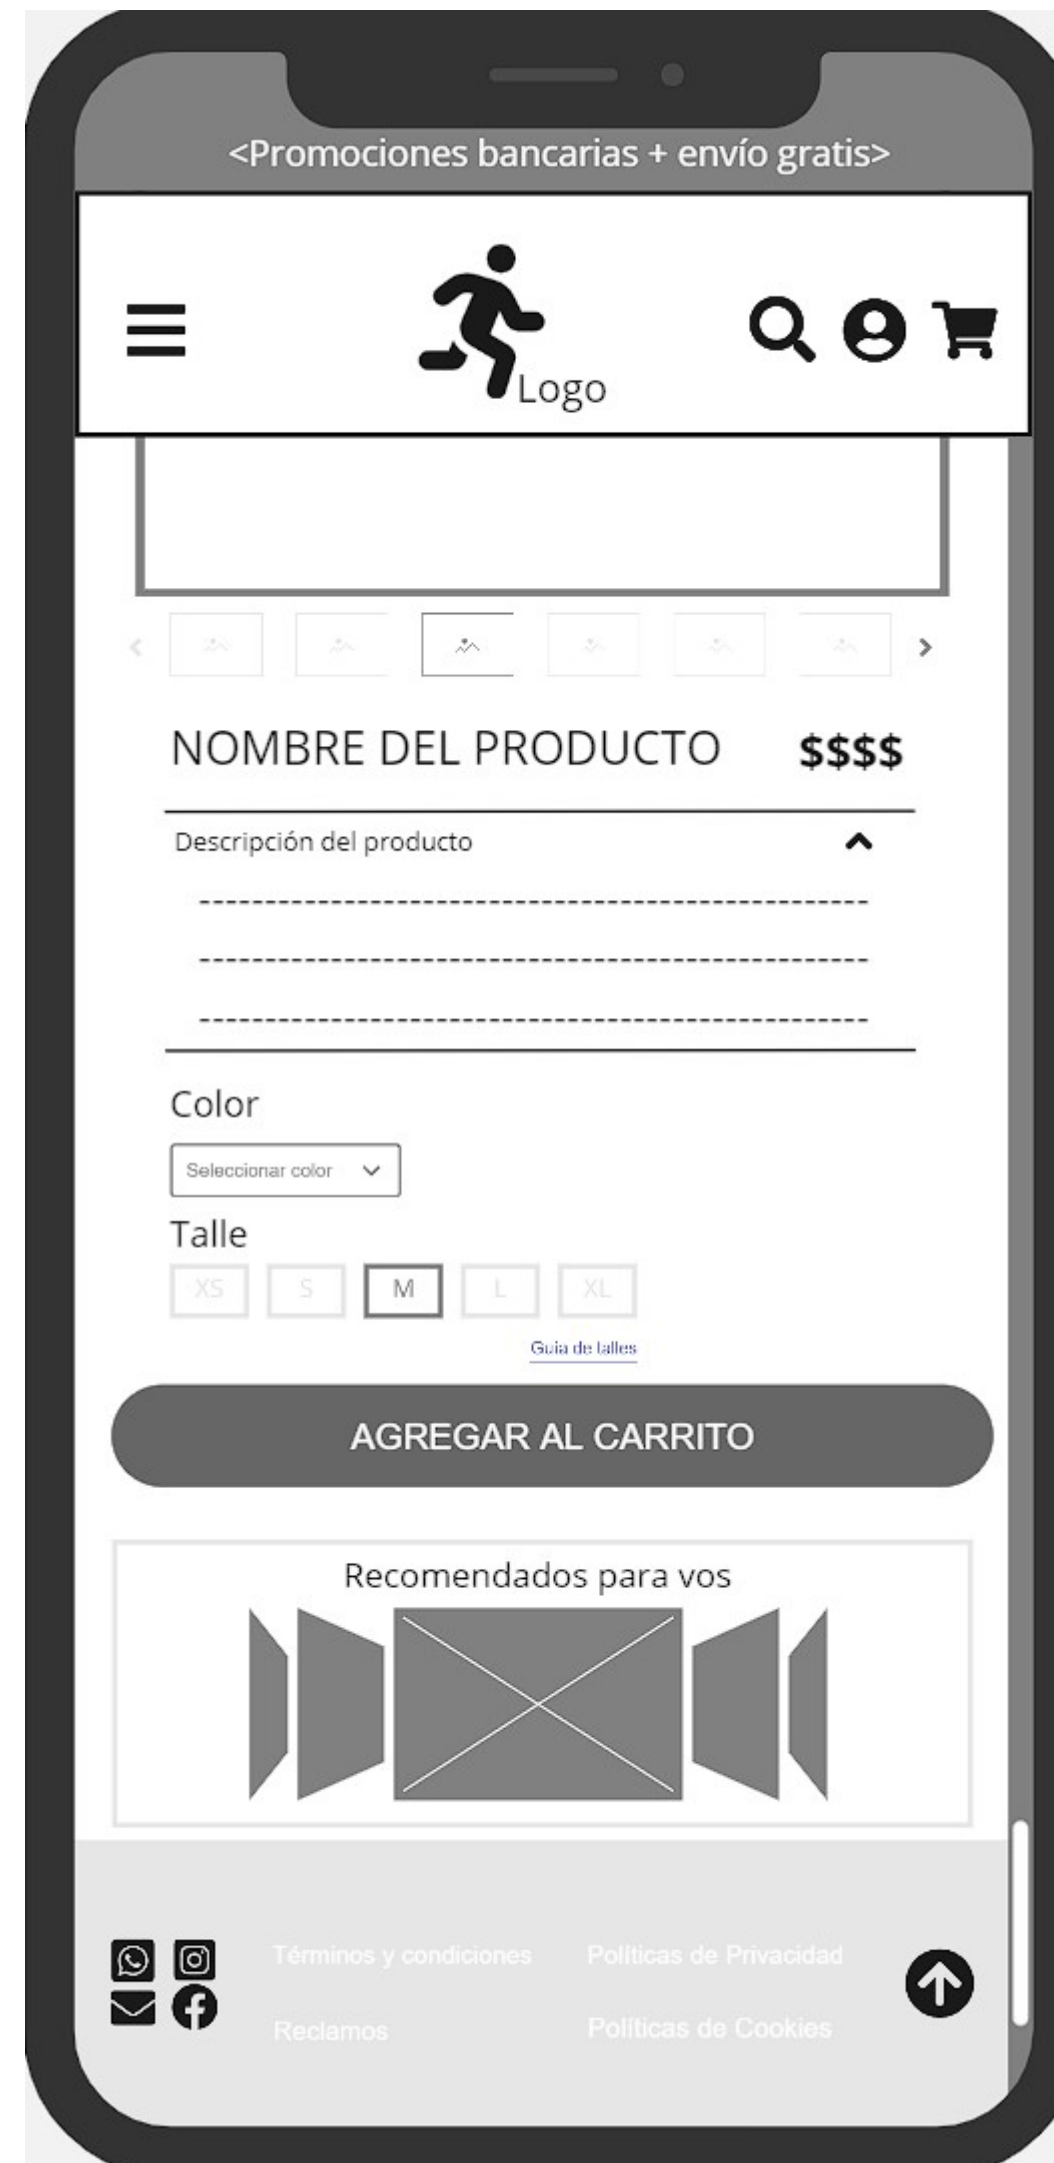 <Promociones bancarias + envío gratis>
Logo
NOMBRE DEL PRODUCTO $$$$
Descripción del producto
---------------------------------------------------
---------------------------------------------------
---------------------------------------------------
Color
Seleccionar color
Talle
XS S M L XL
Guia de talles
AGREGAR AL CARRITO
Recomendados para vos
Términos y condiciones Políticas de Privacidad
Reclamos Políticas de Cookies